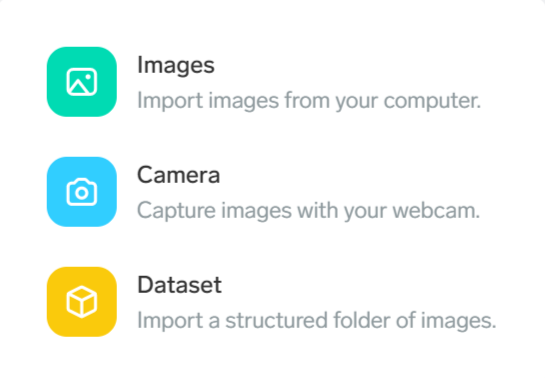 Images
Import images from your computer.
Camera
Capture images with your webcam.
Dataset
Import a structured folder of images.